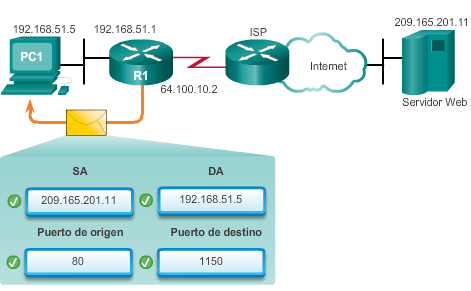 209.165.201.11
192.168.51.5
192.168.51.1
ISP
PC1
R1
Internet
64.100.10.2
Servidor Web
SA
DA
209.165.201.11
192.168.51.5
Puerto de origen
Puerto de destino
80
1150